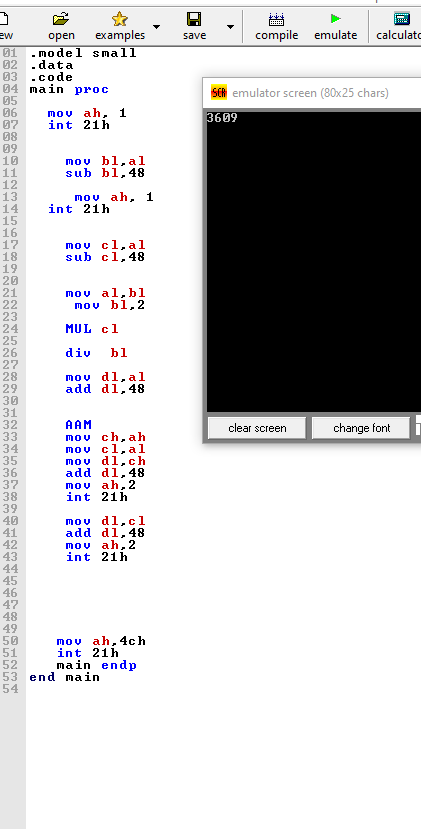 ew open examples save compile emulate calculato
01 .model small
02 .data
03 .code
04 main proc
05
06 mov ah, 1
07 int 21h
08
09
10 mov bl,al
11 sub bl,48
12
13 mov ah, 1
14 int 21h
15
16
17 mov cl,al
18 sub cl,48
19
20
21 mov al,bl
22 mov bl,2
23
24 MUL cl
25
26 div bl
27
28 mov dl,al
29 add dl,48
30
31
32 AAM
33 mov ch,ah
34 mov cl,al
35 mov dl,ch
36 add dl,48
37 mov ah,2
38 int 21h
39
40 mov dl,cl
41 add dl,48
42 mov ah,2
43 int 21h
44
45
46
47
48
49
50 mov ah,4ch
51 int 21h
52 main endp
53 end main
54
SCR emulator screen (80x25 chars)
3609
clear screen change font